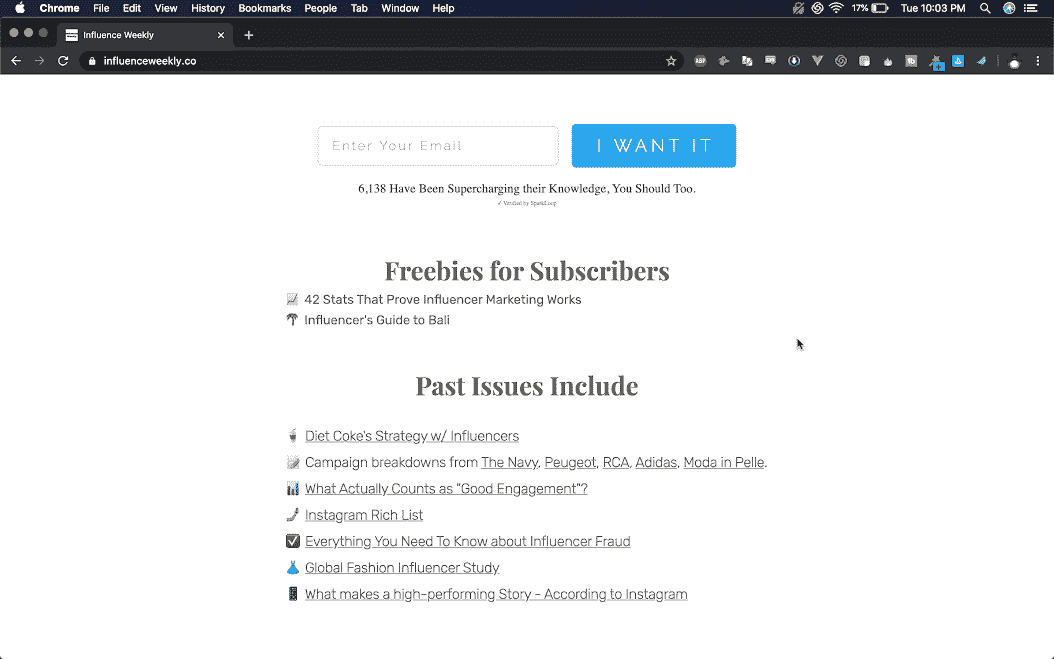 Chrome File Edit View History Bookmarks People Tab Window Help 17% Tue 10:03 PM
Influence Weekly
influenceweekly.co
ABP
Enter Your Email I WANT IT
6,138 Have Been Supercharging their Knowledge, You Should Too.
✓ Verified by SparkLoop
Freebies for Subscribers
42 Stats That Prove Influencer Marketing Works
Influencer's Guide to Bali
Past Issues Include
Diet Coke's Strategy w/ Influencers
Campaign breakdowns from The Navy, Peugeot, RCA, Adidas, Moda in Pelle.
What Actually Counts as "Good Engagement"?
Instagram Rich List
Everything You Need To Know about Influencer Fraud
Global Fashion Influencer Study
What makes a high-performing Story - According to Instagram